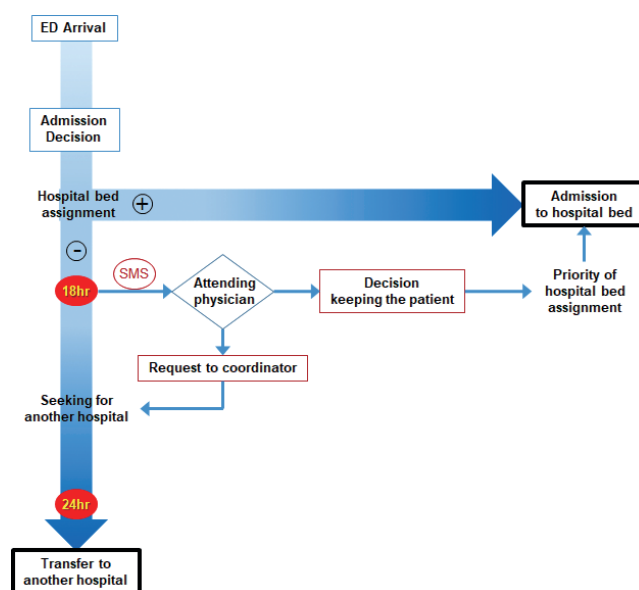 ED Arrival
Admission
Decision
Hospital bed
assignment
+
Admission
to hospital bed
-
18hr
SMS
Attending
physician
Decision
keeping the patient
Priority of
hospital bed
assignment
Request to coordinator
Seeking for
another hospital
24hr
Transfer to
another hospital